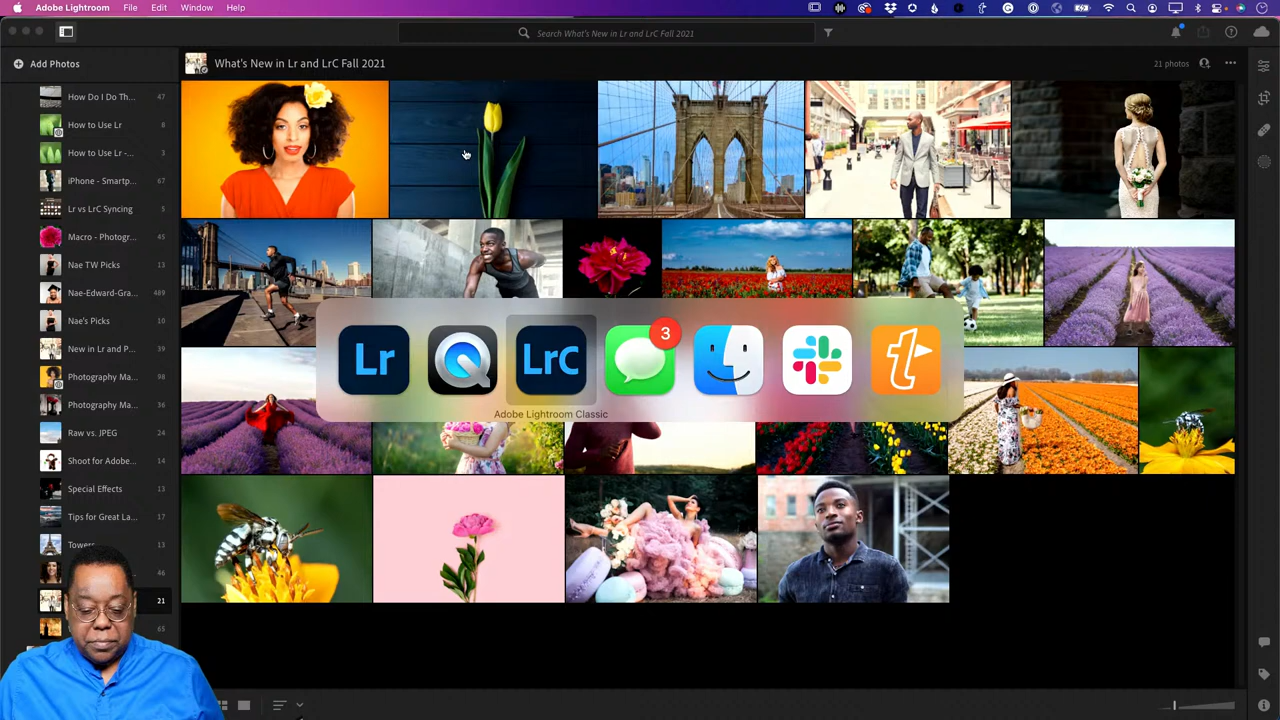 Adobe Lightroom File Edit Window Help
Search What's New in Lr and LrC Fall 2021
Add Photos
What's New in Lr and LrC Fall 2021
21 photos
How Do I Do Th... 47
How to Use Lr 8
How to Use Lr -... 3
iPhone - Smartp... 67
Lr vs LrC Syncing 5
Macro - Photogr... 45
Nae TW Picks 13
Nae-Edward-Gra... 489
Nae's Picks 16
New in Lr and P... 39
Photography Ma... 98
Photography Ma... 36
Raw vs. JPEG 24
Shoot for Adobe... 14
Special Effects 13
Tips for Great La... 17
Towers 13
46
21
65
Lr
LrC
3
Adobe Lightroom Classic